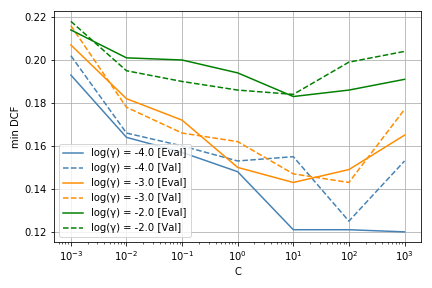 0.22
0.20
0.18
0.16
0.14
0.12
min DCF
log(γ) = -4.0 [Eval]
log(γ) = -4.0 [Val]
log(γ) = -3.0 [Eval]
log(γ) = -3.0 [Val]
log(γ) = -2.0 [Eval]
log(γ) = -2.0 [Val]
10⁻³ 10⁻² 10⁻¹ 10⁰ 10¹ 10² 10³
C